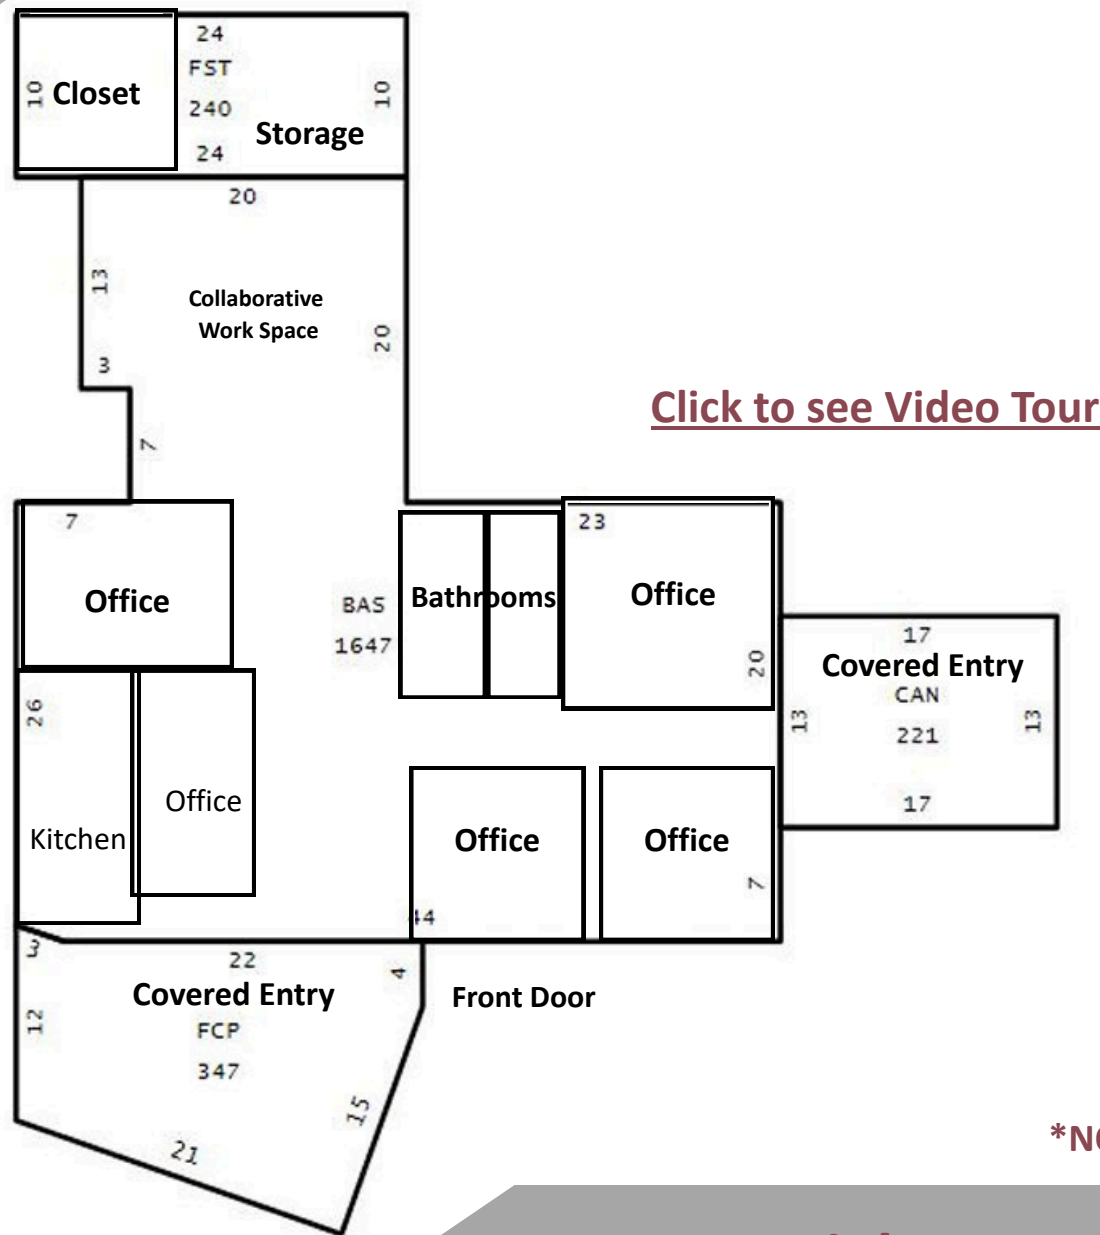 24
FST
10
Closet
10
240
Storage
24
20
13
Collaborative
Work Space
20
3
Click to see Video Tour
7
7
23
Office
BAS
Bathrooms
Office
1647
17
20
Covered Entry
26
CAN
13
13
221
Office
17
Kitchen
Office
Office
7
44
3
22
4
Covered Entry
Front Door
12
FCP
347
15
21